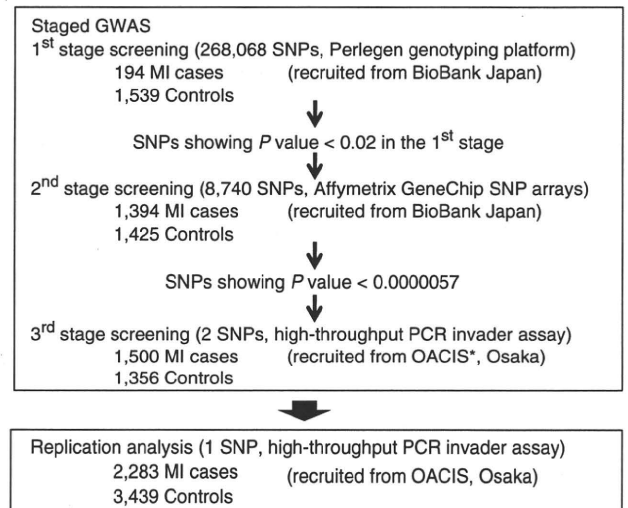 Staged GWAS
1st stage screening (268,068 SNPs, Perlegen genotyping platform)
194 MI cases (recruited from BioBank Japan)
1,539 Controls
SNPs showing P value < 0.02 in the 1st stage
2nd stage screening (8,740 SNPs, Affymetrix GeneChip SNP arrays)
1,394 MI cases (recruited from BioBank Japan)
1,425 Controls
SNPs showing P value < 0.0000057
3rd stage screening (2 SNPs, high-throughput PCR invader assay)
1,500 MI cases (recruited from OACIS*, Osaka)
1,356 Controls
Replication analysis (1 SNP, high-throughput PCR invader assay)
2,283 MI cases (recruited from OACIS, Osaka)
3,439 Controls